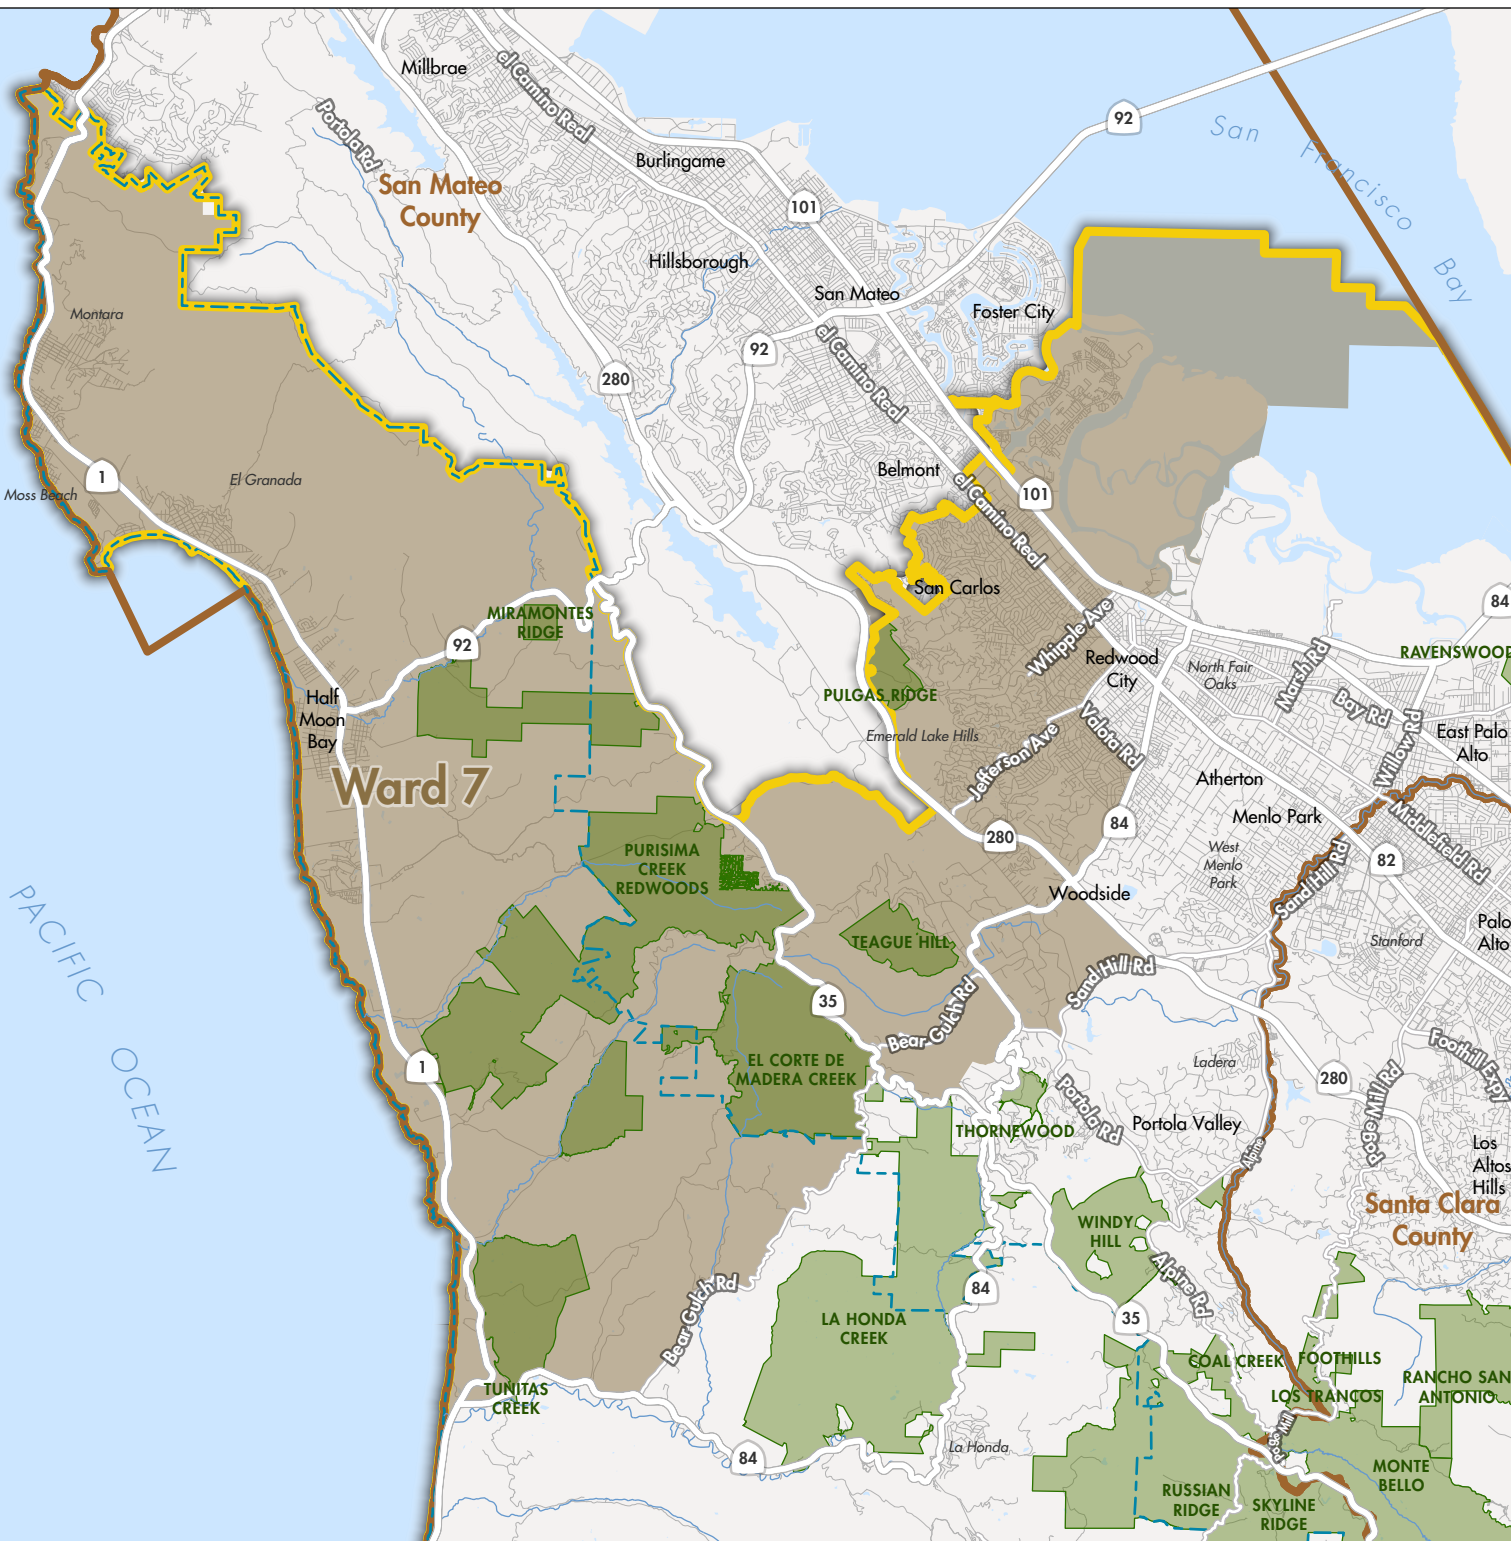 Millbrae
el Camino Real
92
San
Francisco
Bay
Portola Rd
Burlingame
San Mateo
County
101
Hillsborough
San Mateo
Foster City
Montara
92
el Camino Real
280
Belmont
el Camino Real
101
El Granada
Moss Beach
1
San Carlos
84
MIRAMONTES
RIDGE
92
Whipple Ave
Redwood
City
North Fair
Oaks
Marsh Rd
RAVENSWOOD
PULGAS RIDGE
Half
Moon
Bay
Emerald Lake Hills
Jefferson Ave
Valota Rd
Bay Rd
Willow Rd
East Palo
Alto
Ward 7
Atherton
Menlo Park
84
280
West
Menlo
Park
Middlefield Rd
82
Sand Hill Rd
PURISIMA
CREEK
REDWOODS
Woodside
PACIFIC
OCEAN
TEAGUE HILL
Stanford
Palo
Alto
Sand Hill Rd
35
Bear Gulch Rd
EL CORTE DE
MADERA CREEK
1
Ladera
280
Foothill Expy
Page Mill Rd
Portola Rd
THORNEWOOD
Portola Valley
Alpine
Los
Altos
Hills
Santa Clara
County
WINDY
HILL
Alpine Rd
Bear Gulch Rd
84
LA HONDA
CREEK
35
COAL CREEK
FOOTHILLS
LOS TRANCOS
RANCHO SAN
ANTONIO
TUNITAS
CREEK
Page Mill
La Honda
84
MONTE
BELLO
RUSSIAN
RIDGE
SKYLINE
RIDGE